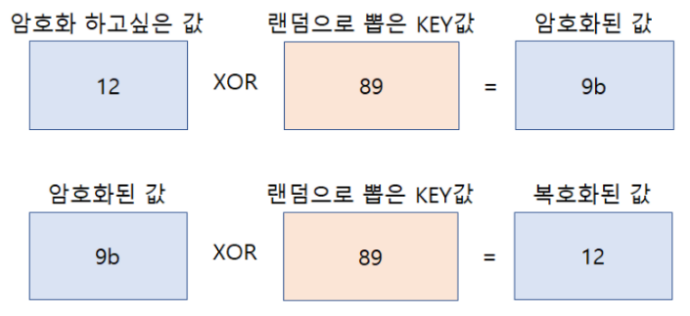 암호화 하고싶은 값 랜덤으로 뽑은 KEY값 암호화된 값
12 XOR 89 = 9b
암호화된 값 랜덤으로 뽑은 KEY값 복호화된 값
9b XOR 89 = 12